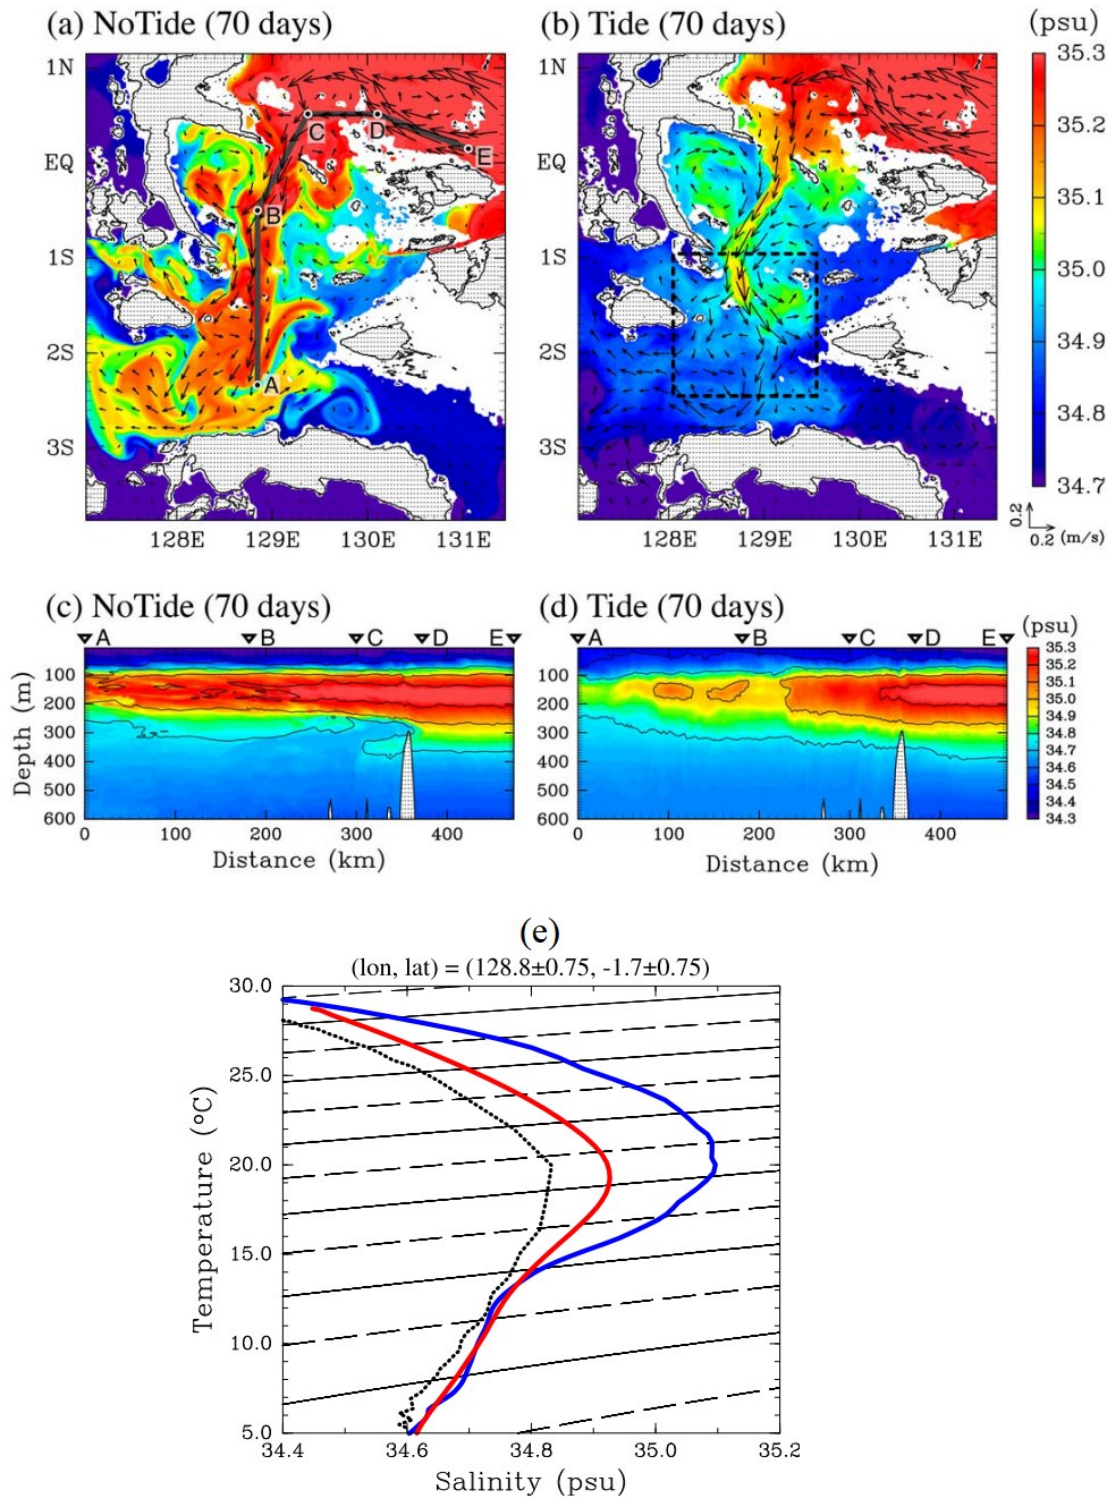 (a) NoTide (70 days)
(b) Tide (70 days)
(psu)
1N
EQ
1S
2S
3S
C
D
E
B
A
128E 129E 130E 131E
1N
EQ
1S
2S
3S
128E 129E 130E 131E
35.3
35.2
35.1
35.0
34.9
34.8
34.7
0.2
0.2 (m/s)
(c) NoTide (70 days)
A B C D E
Depth (m)
100
200
300
400
500
600
0 100 200 300 400
Distance (km)
(d) Tide (70 days)
A B C D E
100
200
300
400
500
600
0 100 200 300 400
Distance (km)
(psu)
35.3
35.2
35.1
35.0
34.9
34.8
34.7
34.6
34.5
34.4
34.3
(e)
(lon, lat) = (128.8±0.75, -1.7±0.75)
Temperature (ºC)
30.0
25.0
20.0
15.0
10.0
5.0
34.4 34.6 34.8 35.0 35.2
Salinity (psu)